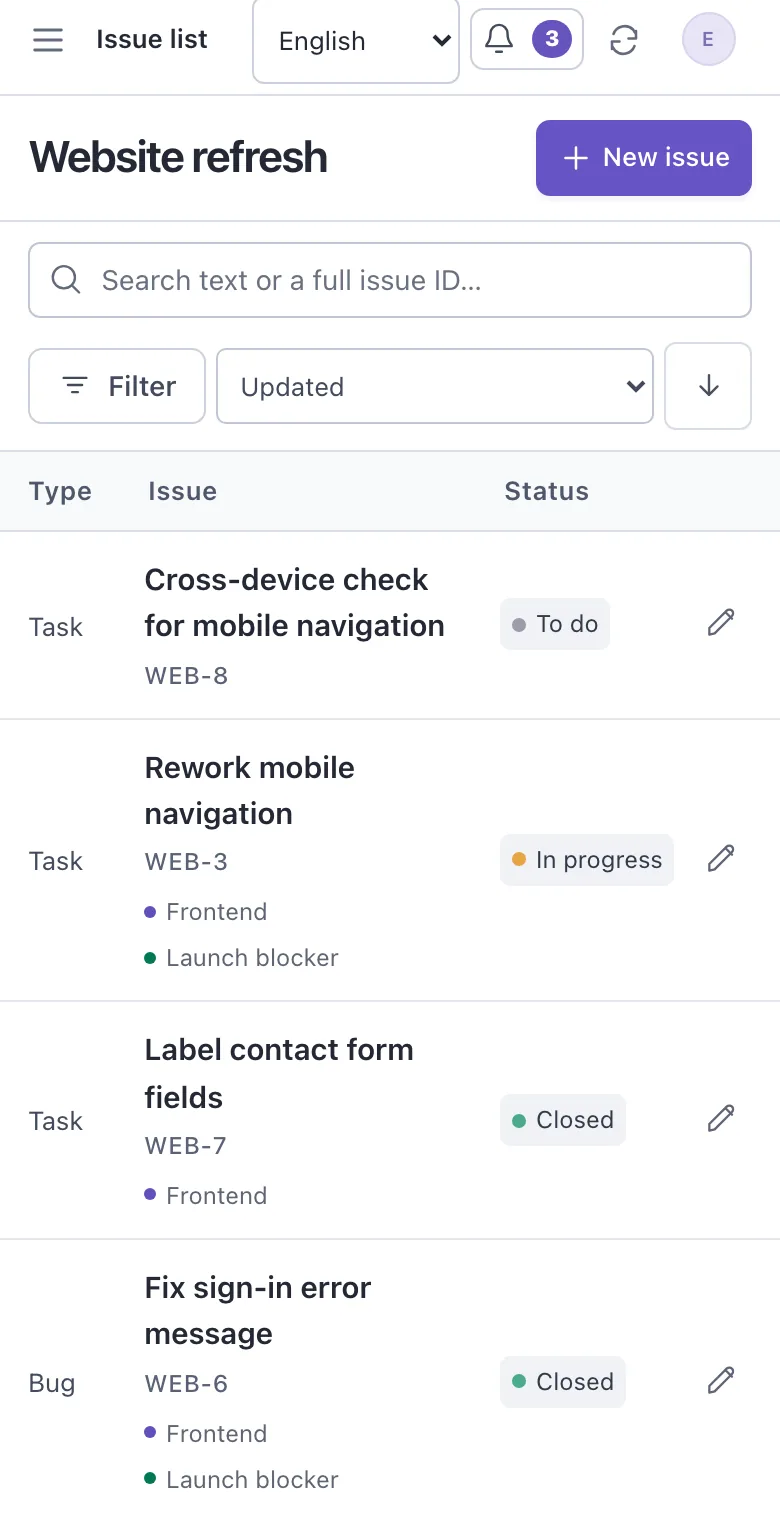 Issue list
English
3
E
Website refresh
New issue
Search text or a full issue ID...
Filter
Updated
Type Issue Status
Task
Cross-device check
for mobile navigation
WEB-8
To do
Task
Rework mobile
navigation
WEB-3
Frontend
Launch blocker
In progress
Task
Label contact form
fields
WEB-7
Frontend
Closed
Bug
Fix sign-in error
message
WEB-6
Frontend
Launch blocker
Closed